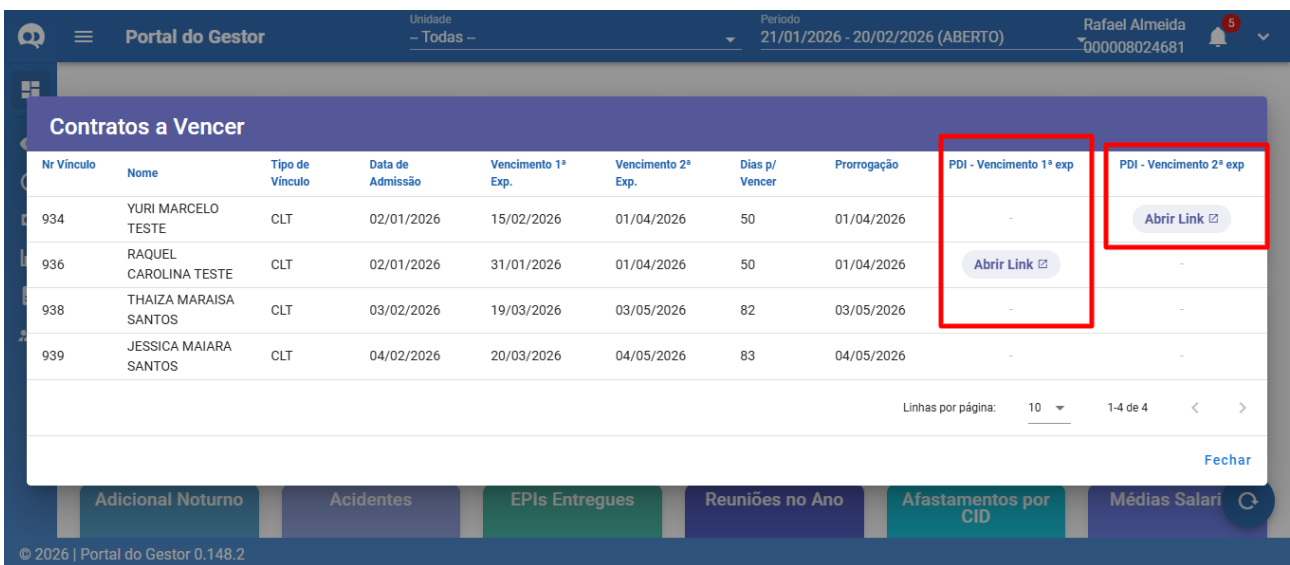 Unidade
Período
Portal do Gestor
– Todas –
21/01/2026 - 20/02/2026 (ABERTO)
Rafael Almeida
000008024681
5
Contratos a Vencer
Nr Vínculo
Nome
Tipo de
Vínculo
Data de
Admissão
Vencimento 1ª
Exp.
Vencimento 2ª
Exp.
Dias p/
Vencer
Prorrogação
PDI - Vencimento 1ª exp
PDI - Vencimento 2ª exp
934
YURI MARCELO
TESTE
CLT
02/01/2026
15/02/2026
01/04/2026
50
01/04/2026
-
Abrir Link
936
RAQUEL
CAROLINA TESTE
CLT
02/01/2026
31/01/2026
01/04/2026
50
01/04/2026
Abrir Link
-
938
THAIZA MARAISA
SANTOS
CLT
03/02/2026
19/03/2026
03/05/2026
82
03/05/2026
-
-
939
JESSICA MAIARA
SANTOS
CLT
04/02/2026
20/03/2026
04/05/2026
83
04/05/2026
-
-
Linhas por página:
10
1-4 de 4
Fechar
Adicional Noturno
Acidentes
EPIs Entregues
Reuniões no Ano
Afastamentos por
CID
Médias Salari
© 2026 | Portal do Gestor 0.148.2